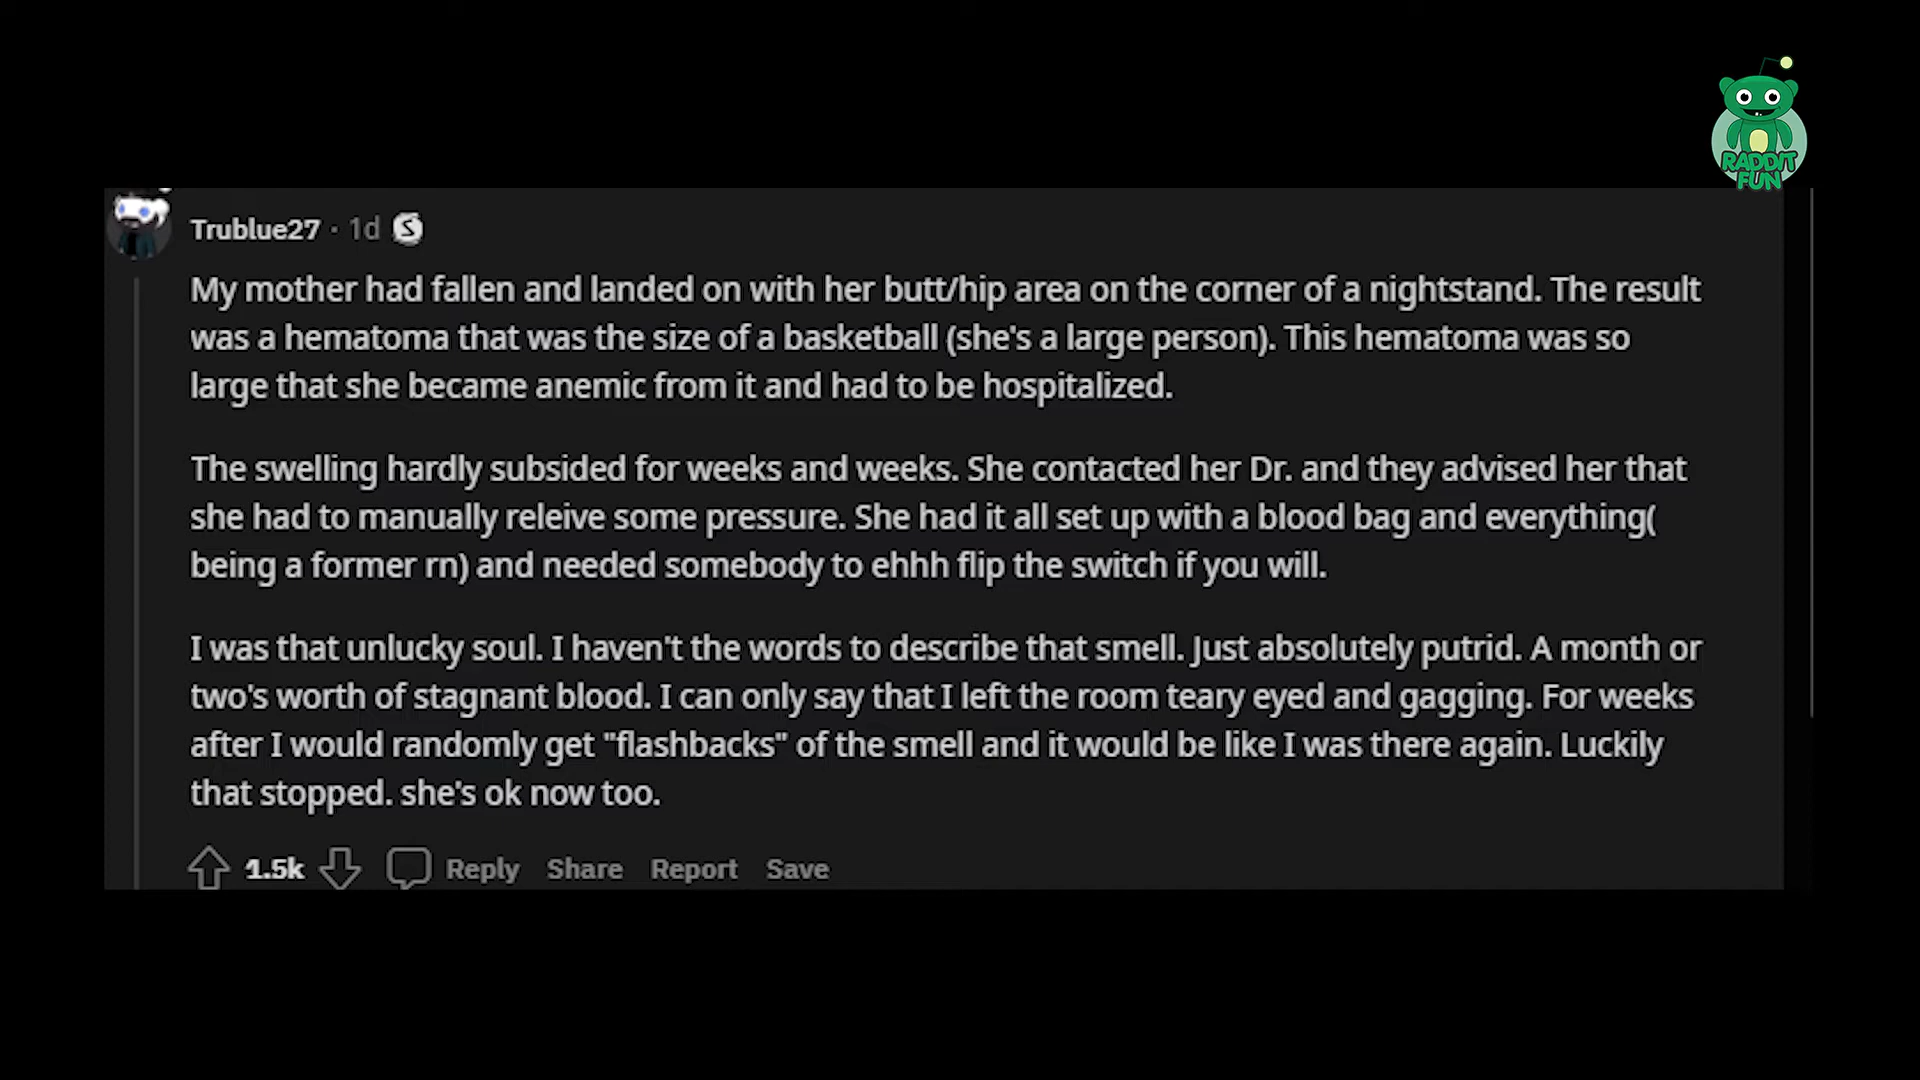 RADDIT
FUN
Trublue27 · 1d
My mother had fallen and landed on with her butt/hip area on the corner of a nightstand. The result
was a hematoma that was the size of a basketball (she's a large person). This hematoma was so
large that she became anemic from it and had to be hospitalized.
The swelling hardly subsided for weeks and weeks. She contacted her Dr. and they advised her that
she had to manually releive some pressure. She had it all set up with a blood bag and everything(
being a former rn) and needed somebody to ehhh flip the switch if you will.
I was that unlucky soul. I haven't the words to describe that smell. Just absolutely putrid. A month or
two's worth of stagnant blood. I can only say that I left the room teary eyed and gagging. For weeks
after I would randomly get "flashbacks" of the smell and it would be like I was there again. Luckily
that stopped. she's ok now too.
1.5k Reply Share Report Save